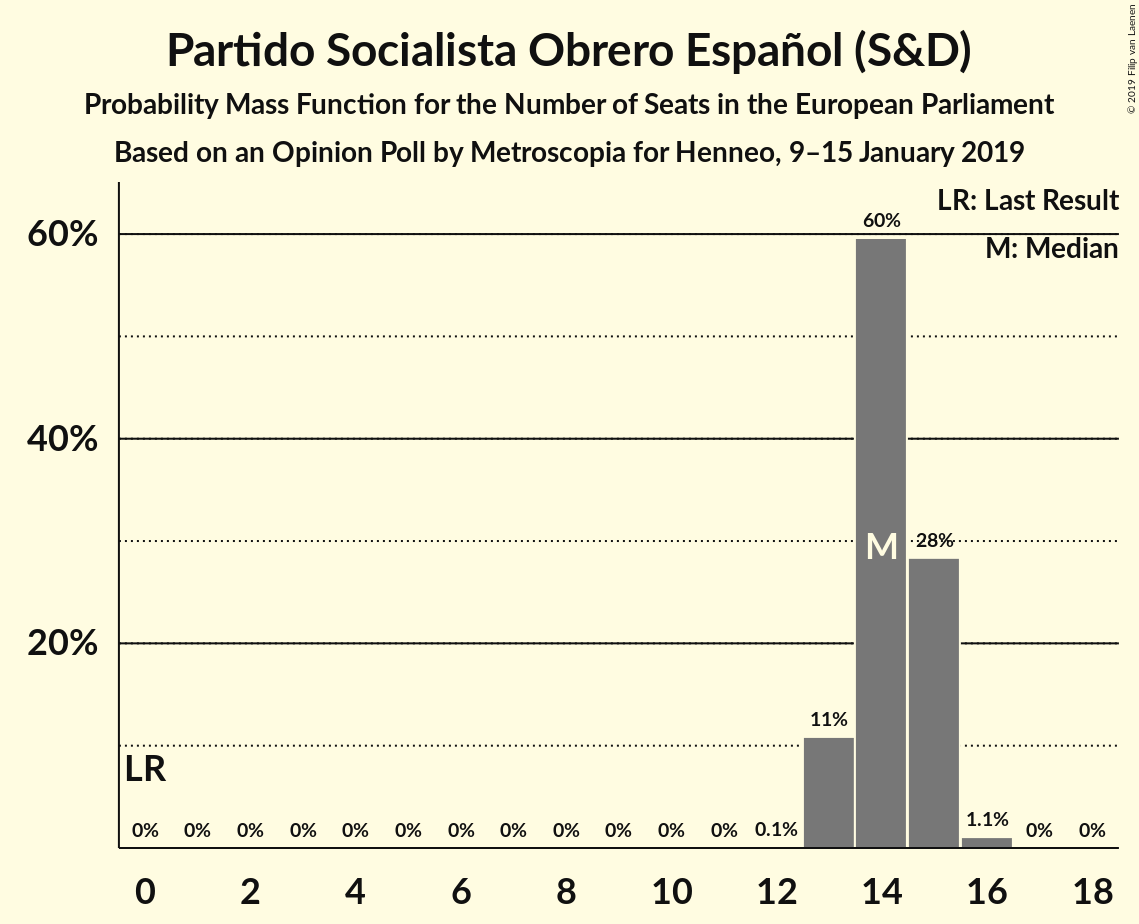 Partido Socialista Obrero Español (S&D)
Probability Mass Function for the Number of Seats in the European Parliament
Based on an Opinion Poll by Metroscopia for Henneo, 9–15 January 2019
© 2019 Filip van Laenen
LR: Last Result
M: Median
60%
40%
20%
60%
M
28%
11%
LR
0% 0% 0% 0% 0% 0% 0% 0% 0% 0% 0% 0% 0.1% 1.1% 0% 0%
0 2 4 6 8 10 12 14 16 18